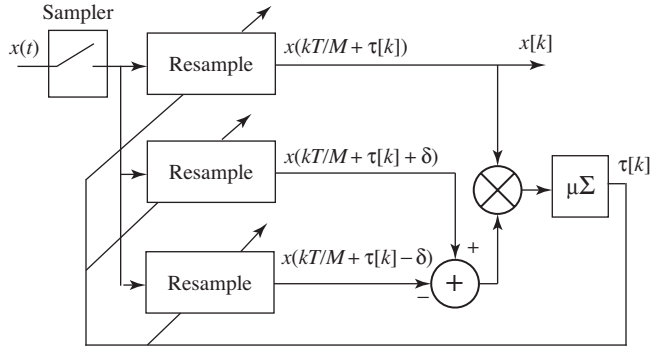 Sampler
x(t)
Resample
x(kT/M + τ[k])
x[k]
Resample
x(kT/M + τ[k] + δ)
μΣ
τ[k]
Resample
x(kT/M + τ[k] − δ)
+
−
+